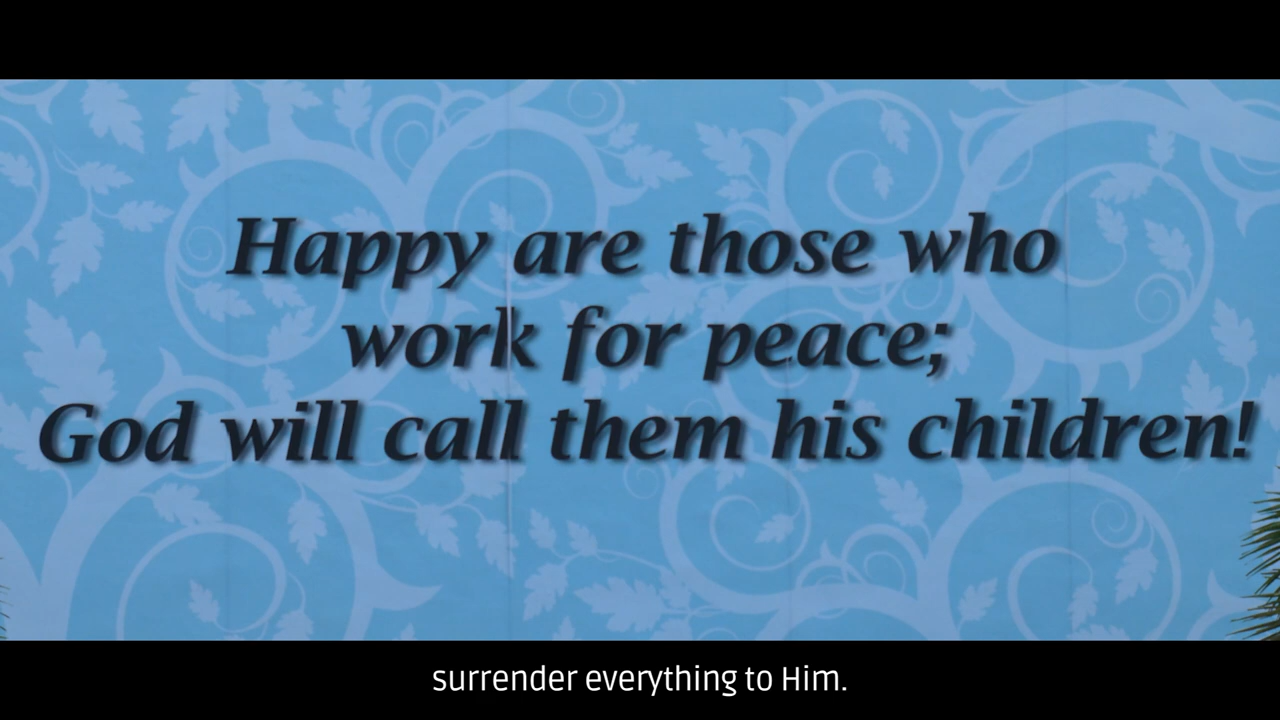 Happy are those who
work for peace;
God will call them his children!
surrender everything to Him.